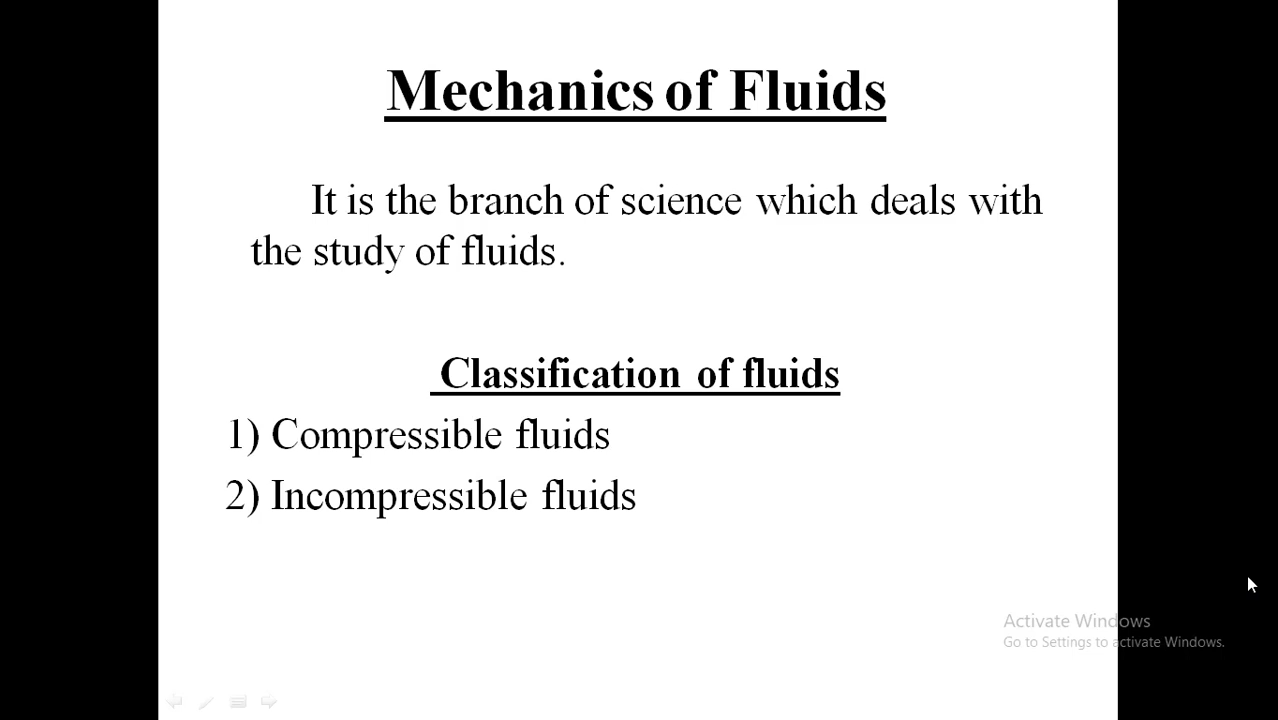 Mechanics of Fluids
It is the branch of science which deals with
the study of fluids.
Classification of fluids
1) Compressible fluids
2) Incompressible fluids
Activate Windows
Go to Settings to activate Windows.